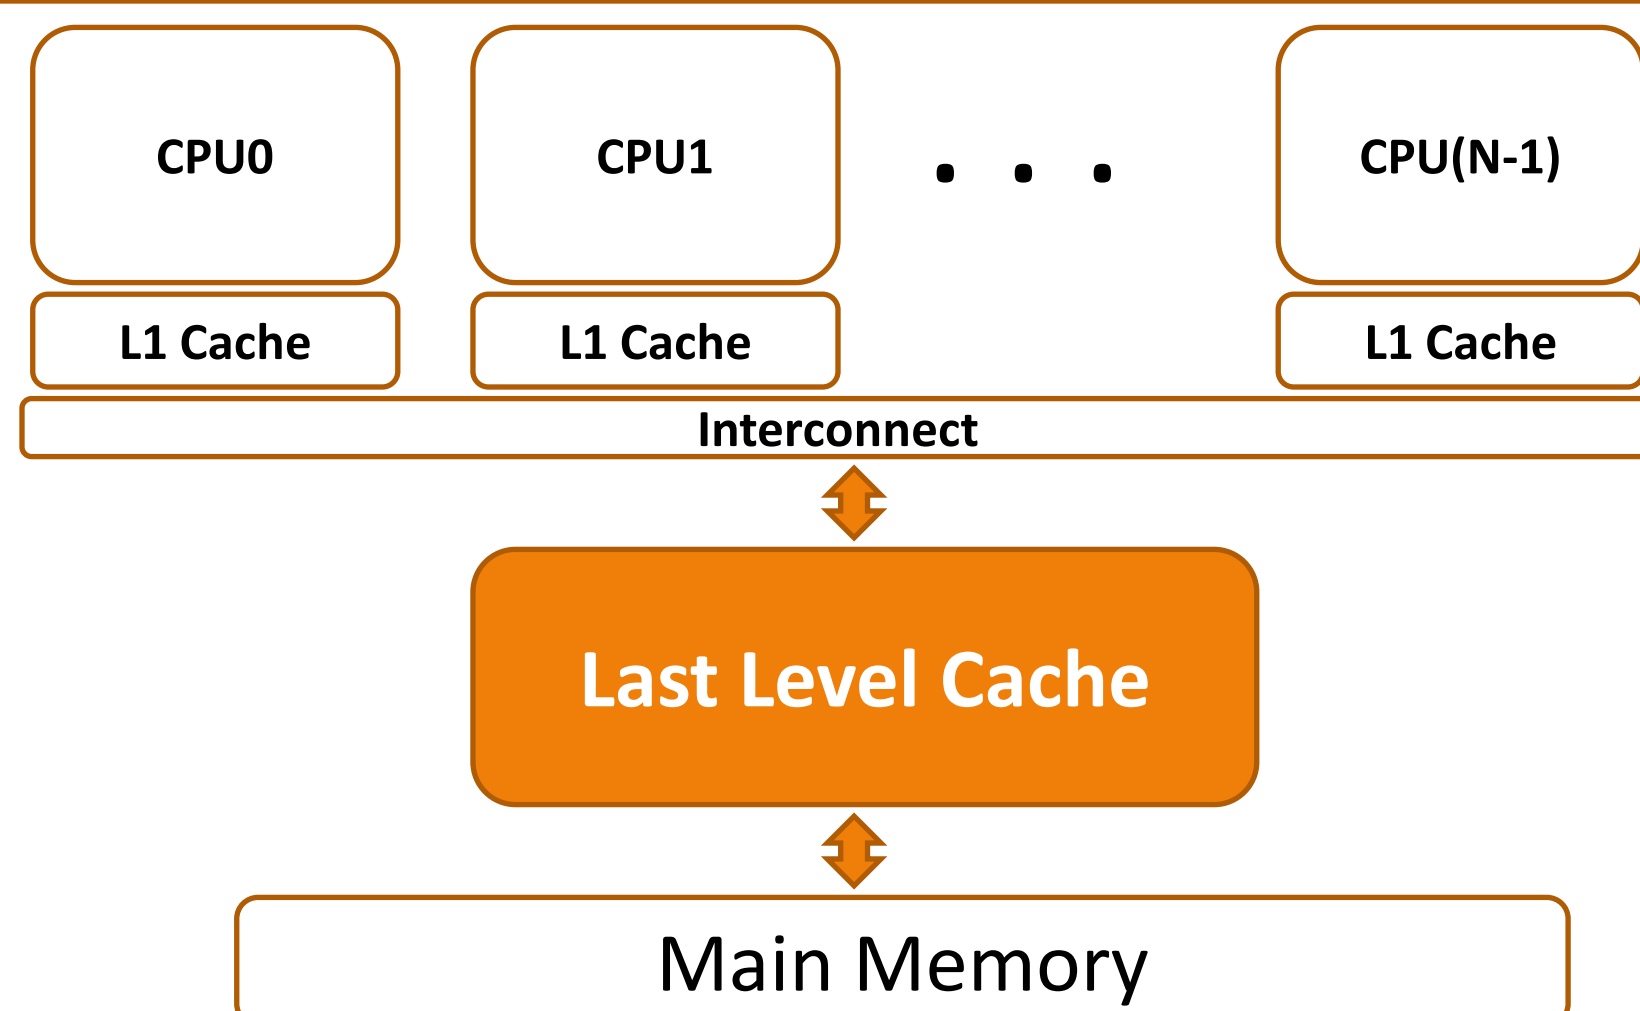 CPU0 CPU1 . . . CPU(N-1)
L1 Cache L1 Cache L1 Cache
Interconnect
Last Level Cache
Main Memory